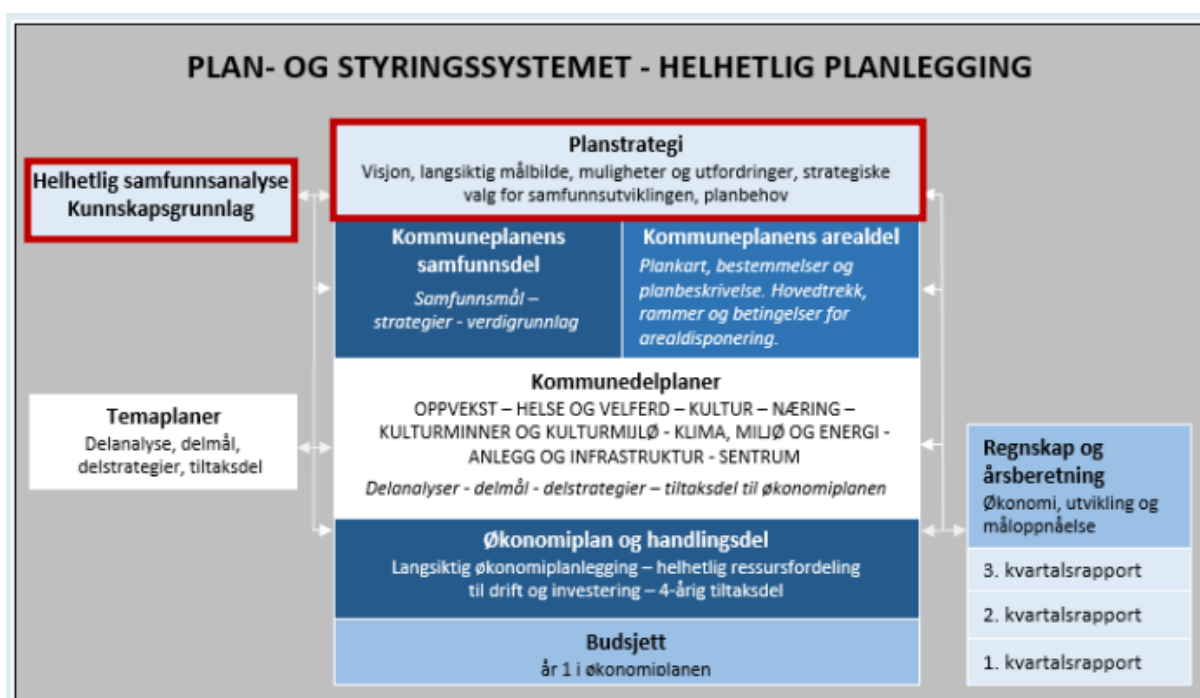 PLAN- OG STYRINGSSYSTEMET - HELHETLIG PLANLEGGING
Planstrategi
Visjon, langsiktig målbilde, muligheter og utfordringer, strategiske
valg for samfunnsutviklingen, planbehov
Helhetlig samfunnsanalyse
Kunnskapsgrunnlag
Kommuneplanens
samfunnsdel
Samfunnsmål –
strategier - verdigrunnlag
Kommuneplanens arealdel
Plankart, bestemmelser og
planbeskrivelse. Hovedtrekk,
rammer og betingelser for
arealdisponering.
Temaplaner
Delanalyse, delmål,
delstrategier, tiltaksdel
Kommunedelplaner
OPPVEKST – HELSE OG VELFERD – KULTUR – NÆRING –
KULTURMINNER OG KULTURMIJLØ - KLIMA, MILJØ OG ENERGI -
ANLEGG OG INFRASTRUKTUR - SENTRUM
Delanalyser - delmål - delstrategier – tiltaksdel til økonomiplanen
Økonomiplan og handlingsdel
Langsiktig økonomiplanlegging – helhetlig ressursfordeling
til drift og investering – 4-årig tiltaksdel
Budsjett
år 1 i økonomiplanen
Regnskap og
årsberetning
Økonomi, utvikling og
måloppnåelse
3. kvartalsrapport
2. kvartalsrapport
1. kvartalsrapport